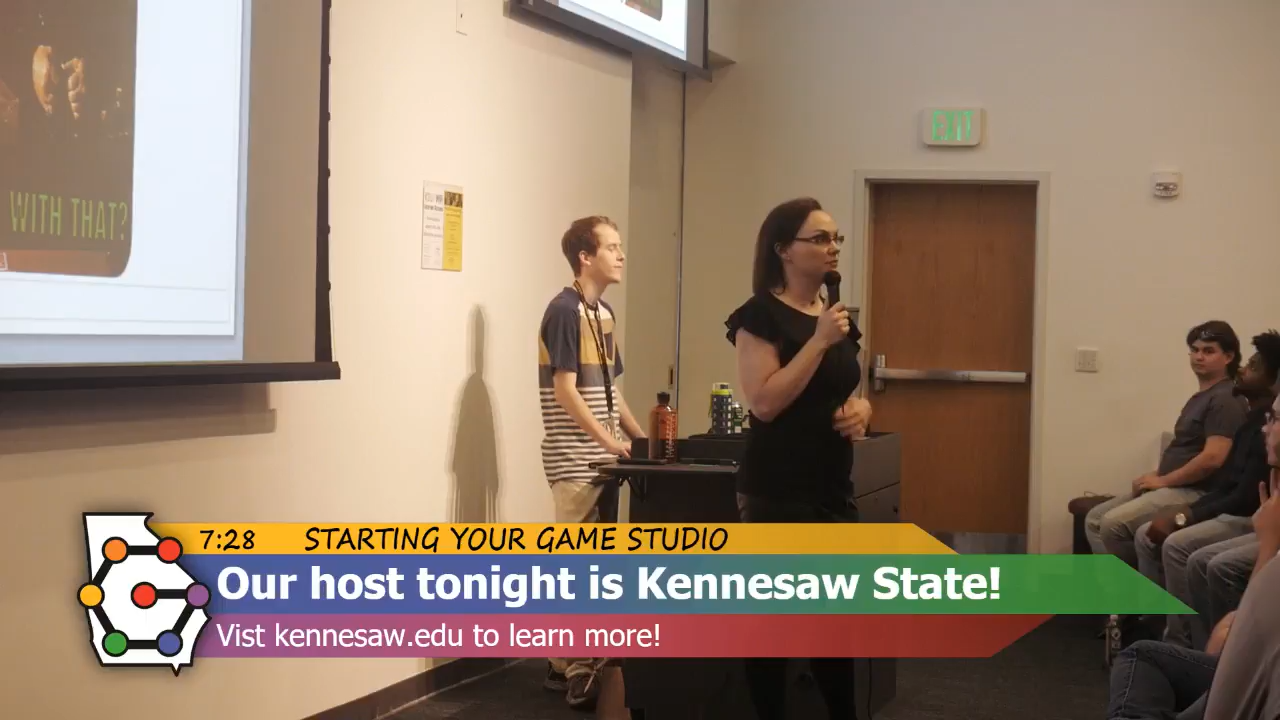 WITH THAT?
EXIT
7:28 STARTING YOUR GAME STUDIO
Our host tonight is Kennesaw State!
Vist kennesaw.edu to learn more!